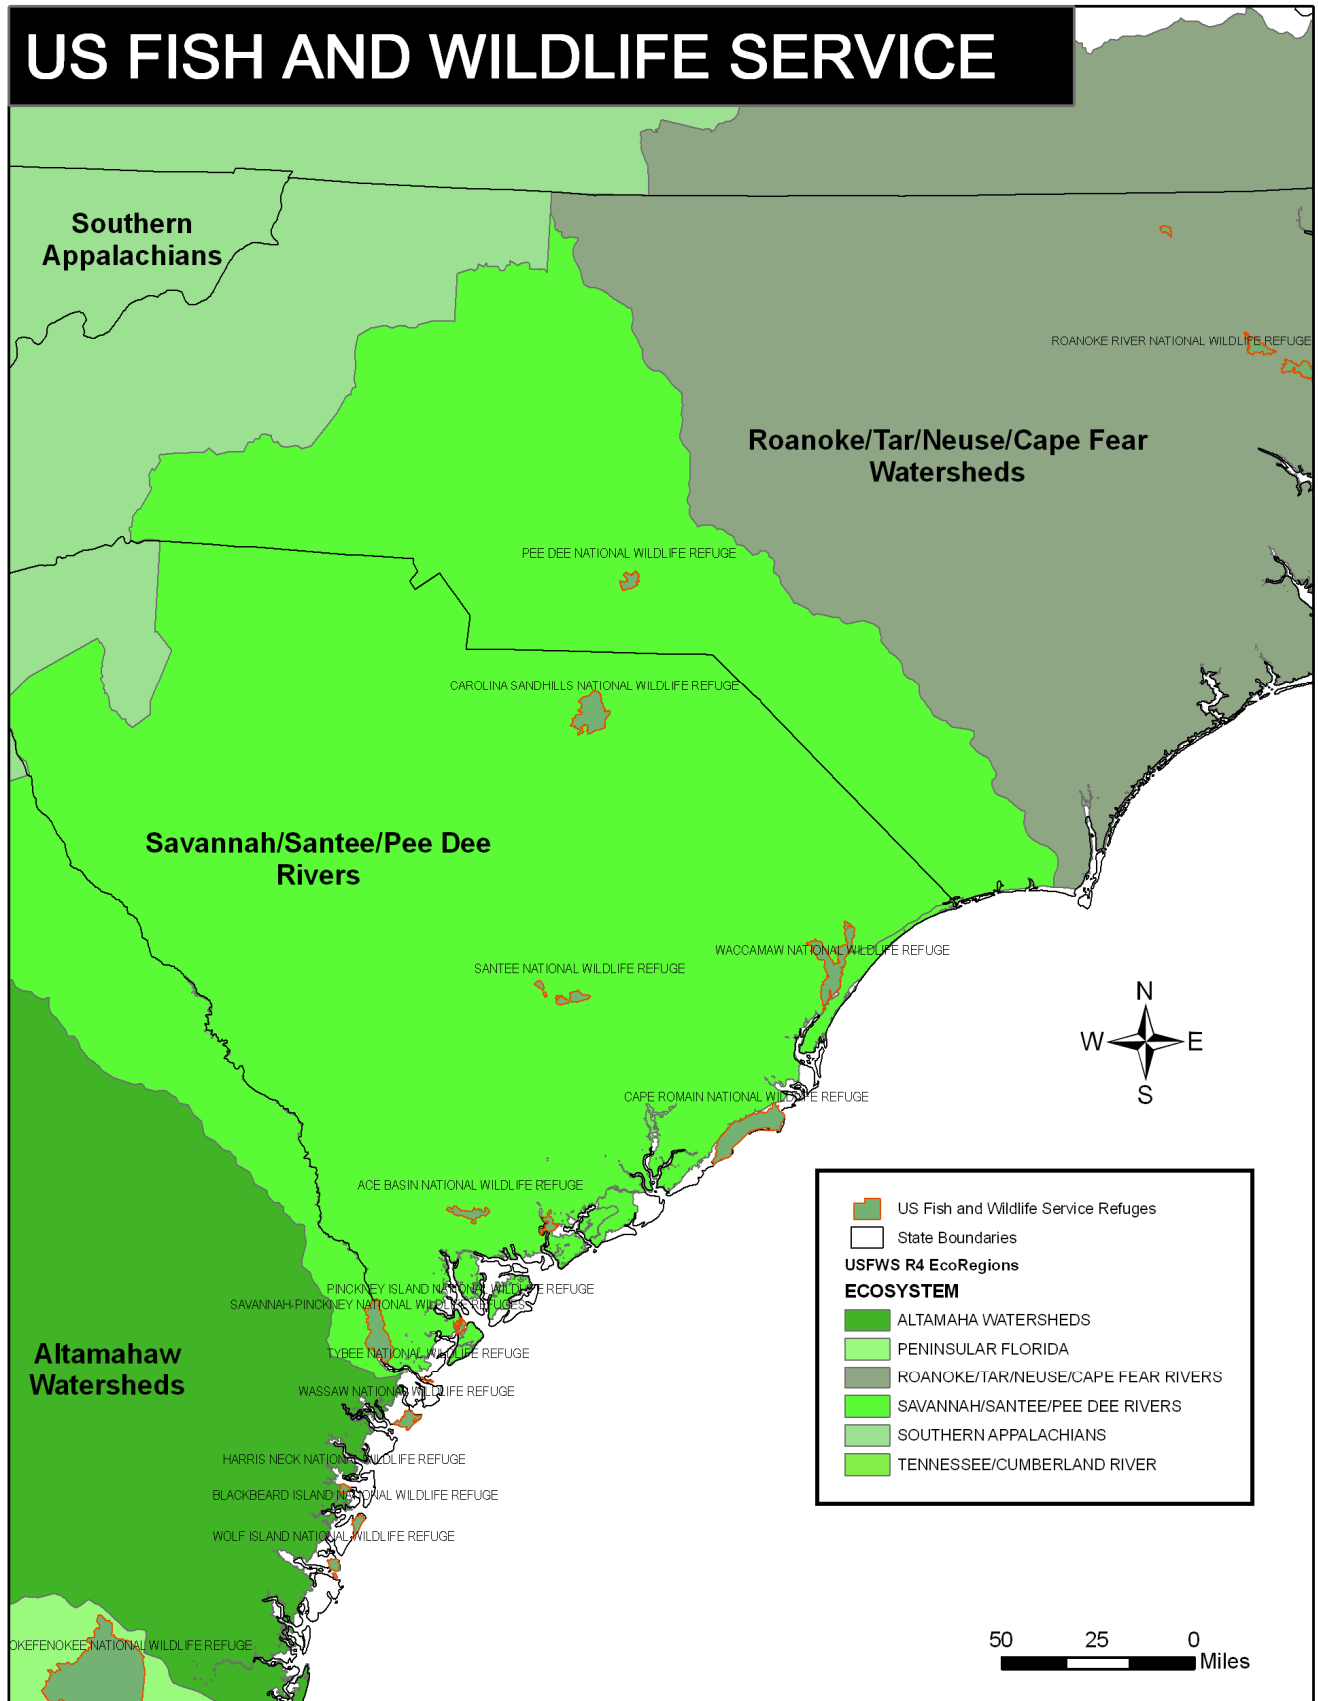 US FISH AND WILDLIFE SERVICE
Southern
Appalachians
ROANOKE RIVER NATIONAL WILDLIFE REFUGE
Roanoke/Tar/Neuse/Cape Fear
Watersheds
PEE DEE NATIONAL WILDLIFE REFUGE
CAROLINA SANDHILLS NATIONAL WILDLIFE REFUGE
Savannah/Santee/Pee Dee
Rivers
WACCAMAW NATIONAL WILDLIFE REFUGE
SANTEE NATIONAL WILDLIFE REFUGE
N
W E
S
CAPE ROMAIN NATIONAL WILDLIFE REFUGE
ACE BASIN NATIONAL WILDLIFE REFUGE
PINCKNEY ISLAND NATIONAL WILDLIFE REFUGE
SAVANNAH-PINCKNEY NATIONAL WILDLIFE REFUGES
TYBEE NATIONAL WILDLIFE REFUGE
Altamahaw
Watersheds
WASSAW NATIONAL WILDLIFE REFUGE
HARRIS NECK NATIONAL WILDLIFE REFUGE
BLACKBEARD ISLAND NATIONAL WILDLIFE REFUGE
WOLF ISLAND NATIONAL WILDLIFE REFUGE
OKEFENOKEE NATIONAL WILDLIFE REFUGE
US Fish and Wildlife Service Refuges
State Boundaries
USFWS R4 EcoRegions
ECOSYSTEM
ALTAMAHA WATERSHEDS
PENINSULAR FLORIDA
ROANOKE/TAR/NEUSE/CAPE FEAR RIVERS
SAVANNAH/SANTEE/PEE DEE RIVERS
SOUTHERN APPALACHIANS
TENNESSEE/CUMBERLAND RIVER
50 25 0
Miles